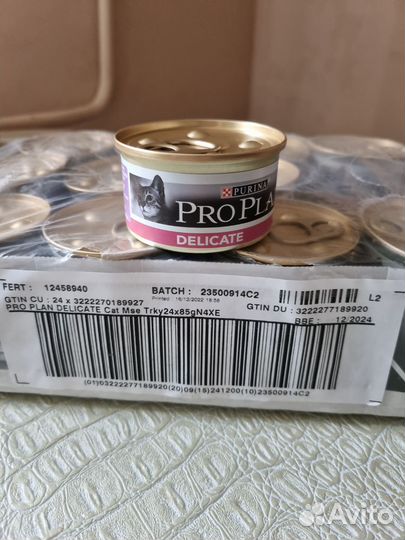 PURINA
PRO PLA
DELICATE
FERT : 12458940
BATCH : 23500914C2
L2
Printed 16/12/2022 18:58
GTIN CU : 24 x 3222270189927
GTIN DU : 3222277189920
PRO PLAN DELICATE Cat Mse Trky24x85gN4XE
BBE : 12/2024
(01)03222277189920(20)09(15)241200(10)23500914C2
Avito